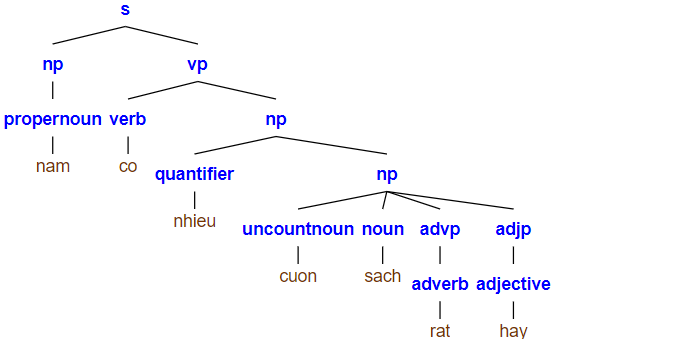 s
np vp
propernoun verb np
nam co quantifier np
nhieu uncountnoun noun advp adjp
cuon sach adverb adjective
rat hay